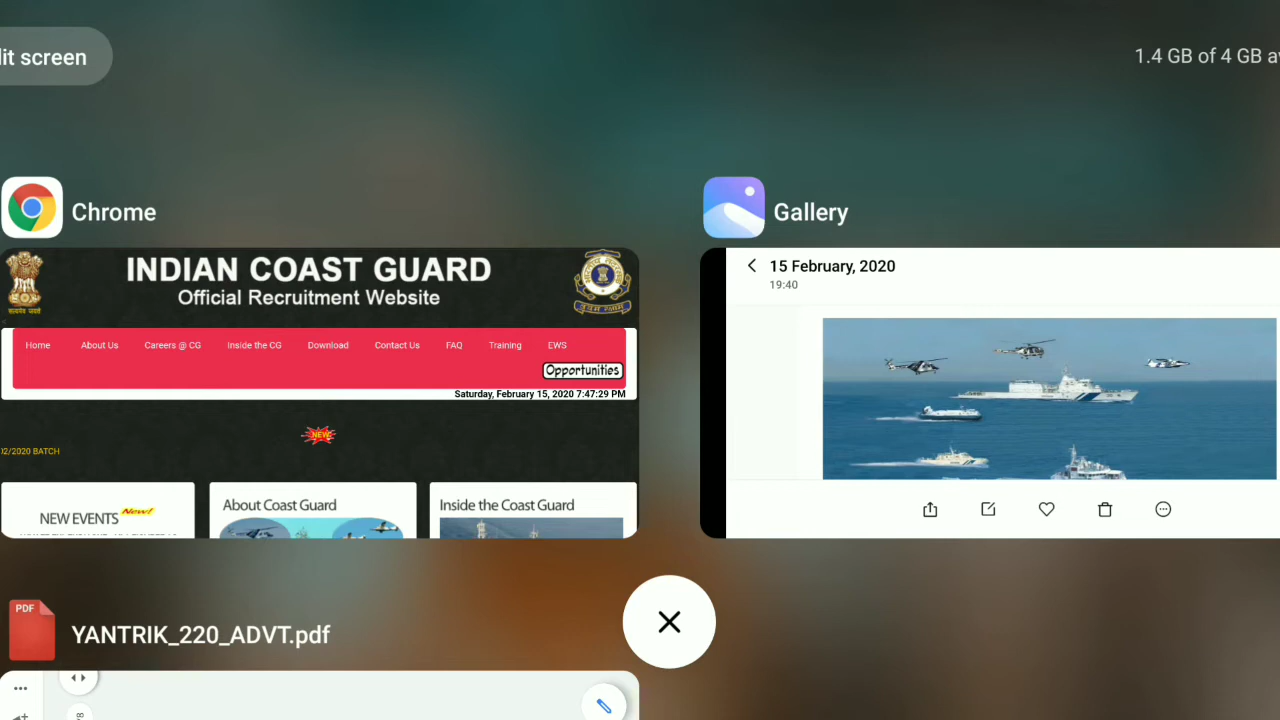 lit screen
1.4 GB of 4 GB av
Chrome
Gallery
INDIAN COAST GUARD
Official Recruitment Website
सत्यमेव जयते
Home About Us Careers @ CG Inside the CG Download Contact Us FAQ Training EWS
Opportunities
Saturday, February 15, 2020 7:47:29 PM
NEW
02/2020 BATCH
NEW EVENTS New!
About Coast Guard
Inside the Coast Guard
15 February, 2020
19:40
PDF
YANTRIK_220_ADVT.pdf